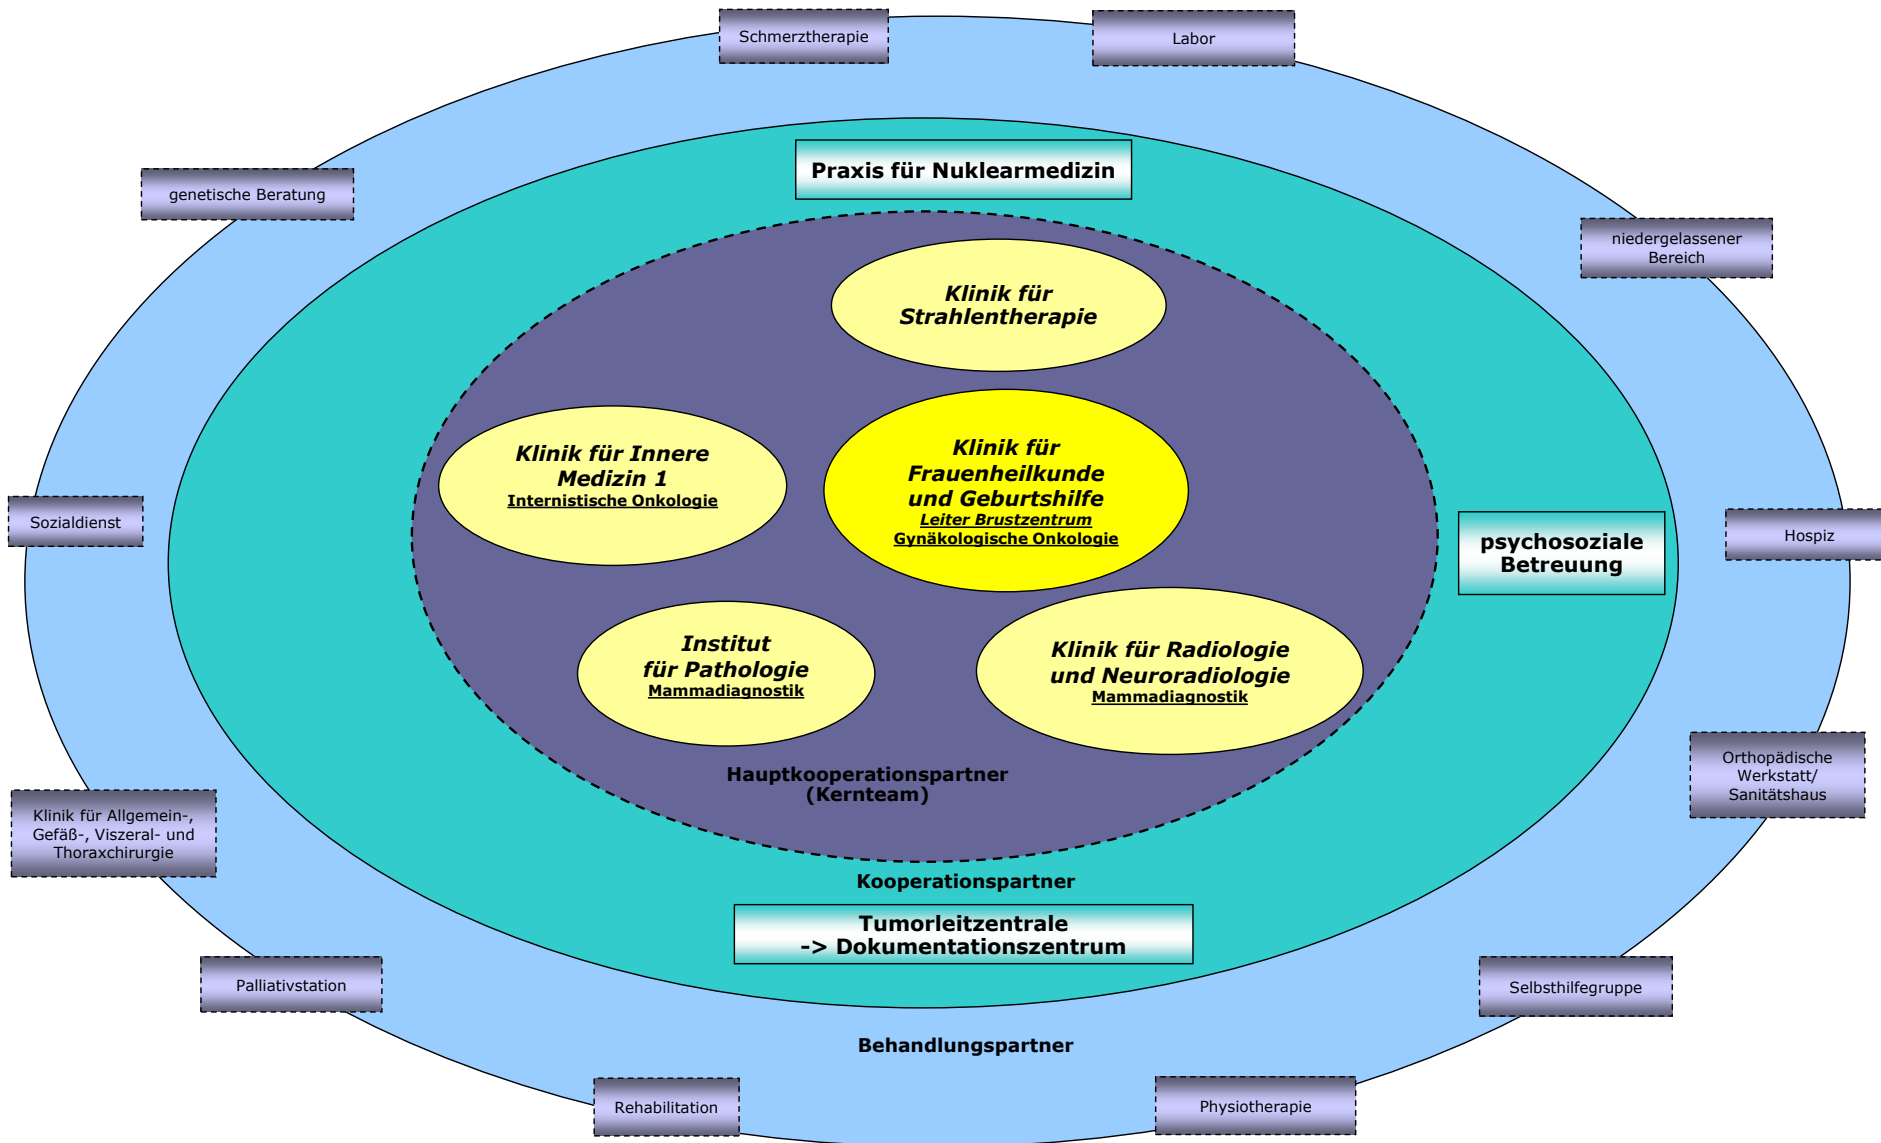 Schmerztherapie
Labor
Praxis für Nuklearmedizin
genetische Beratung
niedergelassener
Bereich
Klinik für
Strahlentherapie
Klinik für Innere
Medizin 1
Internistische Onkologie
Klinik für
Frauenheilkunde
und Geburtshilfe
Leiter Brustzentrum
Gynäkologische Onkologie
Sozialdienst
psychosoziale
Betreuung
Hospiz
Institut
für Pathologie
Mammadiagnostik
Klinik für Radiologie
und Neuroradiologie
Mammadiagnostik
Hauptkooperationspartner
(Kernteam)
Orthopädische
Werkstatt/
Sanitätshaus
Klinik für Allgemein-,
Gefäß-, Viszeral- und
Thoraxchirurgie
Kooperationspartner
Tumorleitzentrale
-> Dokumentationszentrum
Palliativstation
Selbsthilfegruppe
Behandlungspartner
Rehabilitation
Physiotherapie